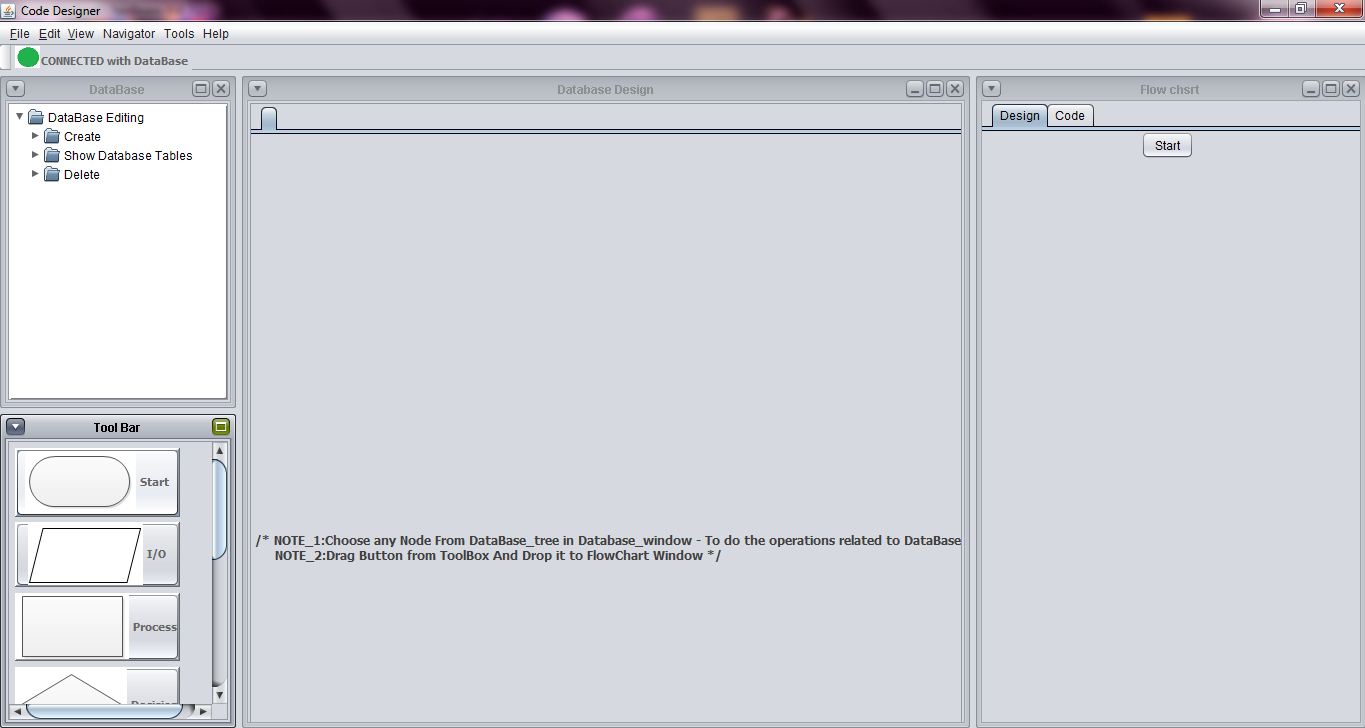 Code Designer
File Edit View Navigator Tools Help
CONNECTED with DataBase
DataBase
DataBase Editing
Create
Show Database Tables
Delete
Tool Bar
Start
I/O
Process
Database Design
/* NOTE_1:Choose any Node From DataBase_tree in Database_window - To do the operations related to DataBase
NOTE_2:Drag Button from ToolBox And Drop it to FlowChart Window */
Flow chsrt
Design Code
Start